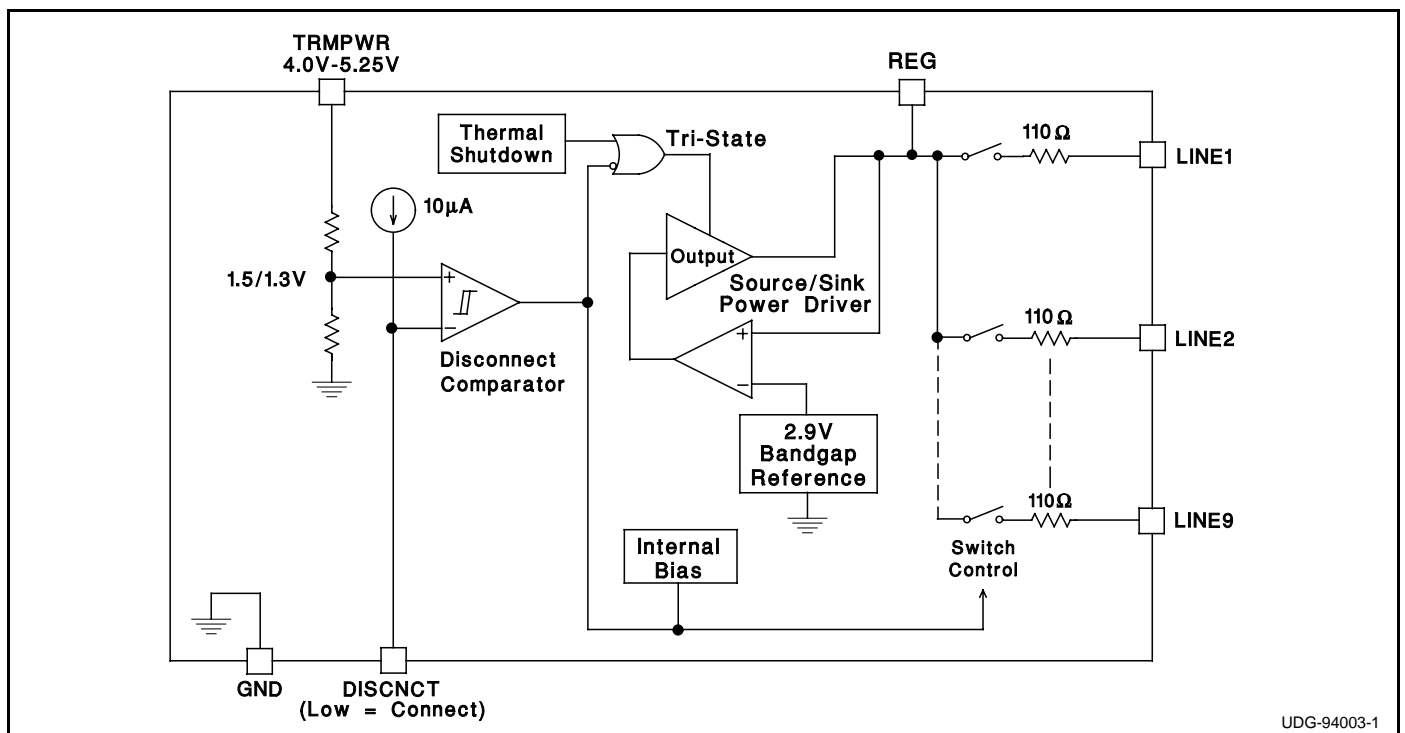 TRMPWR
4.0V-5.25V
REG
Thermal
Shutdown
Tri-State
110Ω
LINE1
10μA
Output
1.5/1.3V
+
−
Source/Sink
Power Driver
Disconnect
Comparator
+
−
110Ω
LINE2
2.9V
Bandgap
Reference
110Ω
LINE9
Internal
Bias
Switch
Control
GND
DISCNCT
(Low = Connect)
UDG-94003-1